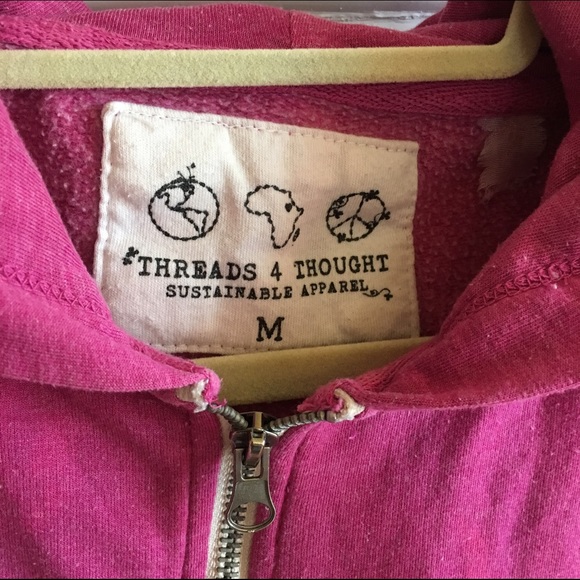 THREADS 4 THOUGHT
SUSTAINABLE APPAREL
M